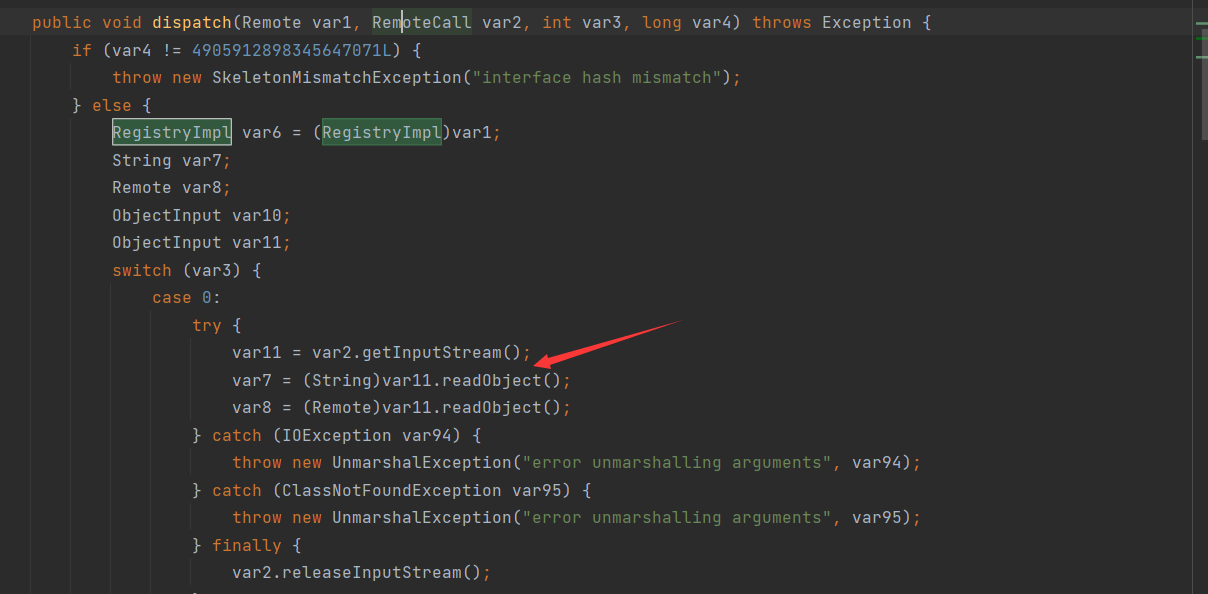 public void dispatch(Remote var1, RemoteCall var2, int var3, long var4) throws Exception {
if (var4 != 4905912898345647071L) {
throw new SkeletonMismatchException("interface hash mismatch");
} else {
RegistryImpl var6 = (RegistryImpl)var1;
String var7;
Remote var8;
ObjectInput var10;
ObjectInput var11;
switch (var3) {
case 0:
try {
var11 = var2.getInputStream();
var7 = (String)var11.readObject();
var8 = (Remote)var11.readObject();
} catch (IOException var94) {
throw new UnmarshalException("error unmarshalling arguments", var94);
} catch (ClassNotFoundException var95) {
throw new UnmarshalException("error unmarshalling arguments", var95);
} finally {
var2.releaseInputStream();